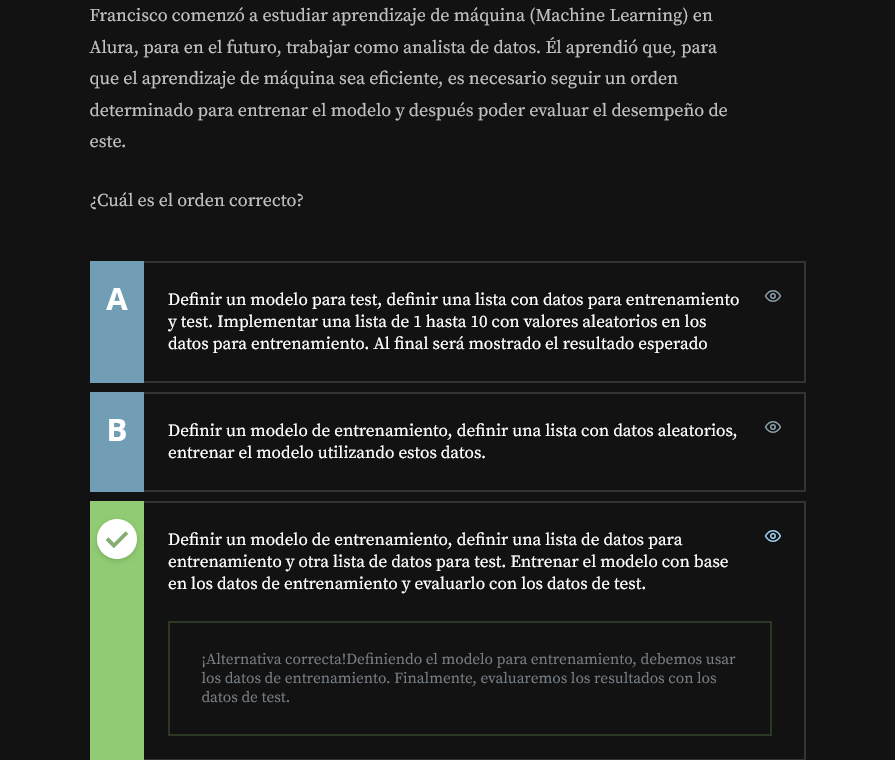 Francisco comenzó a estudiar aprendizaje de máquina (Machine Learning) en
Alura, para en el futuro, trabajar como analista de datos. Él aprendió que, para
que el aprendizaje de máquina sea eficiente, es necesario seguir un orden
determinado para entrenar el modelo y después poder evaluar el desempeño de
este.
¿Cuál es el orden correcto?
A
Definir un modelo para test, definir una lista con datos para entrenamiento
y test. Implementar una lista de 1 hasta 10 con valores aleatorios en los
datos para entrenamiento. Al final será mostrado el resultado esperado
B
Definir un modelo de entrenamiento, definir una lista con datos aleatorios,
entrenar el modelo utilizando estos datos.
Definir un modelo de entrenamiento, definir una lista de datos para
entrenamiento y otra lista de datos para test. Entrenar el modelo con base
en los datos de entrenamiento y evaluarlo con los datos de test.
¡Alternativa correcta!Definiendo el modelo para entrenamiento, debemos usar
los datos de entrenamiento. Finalmente, evaluaremos los resultados con los
datos de test.